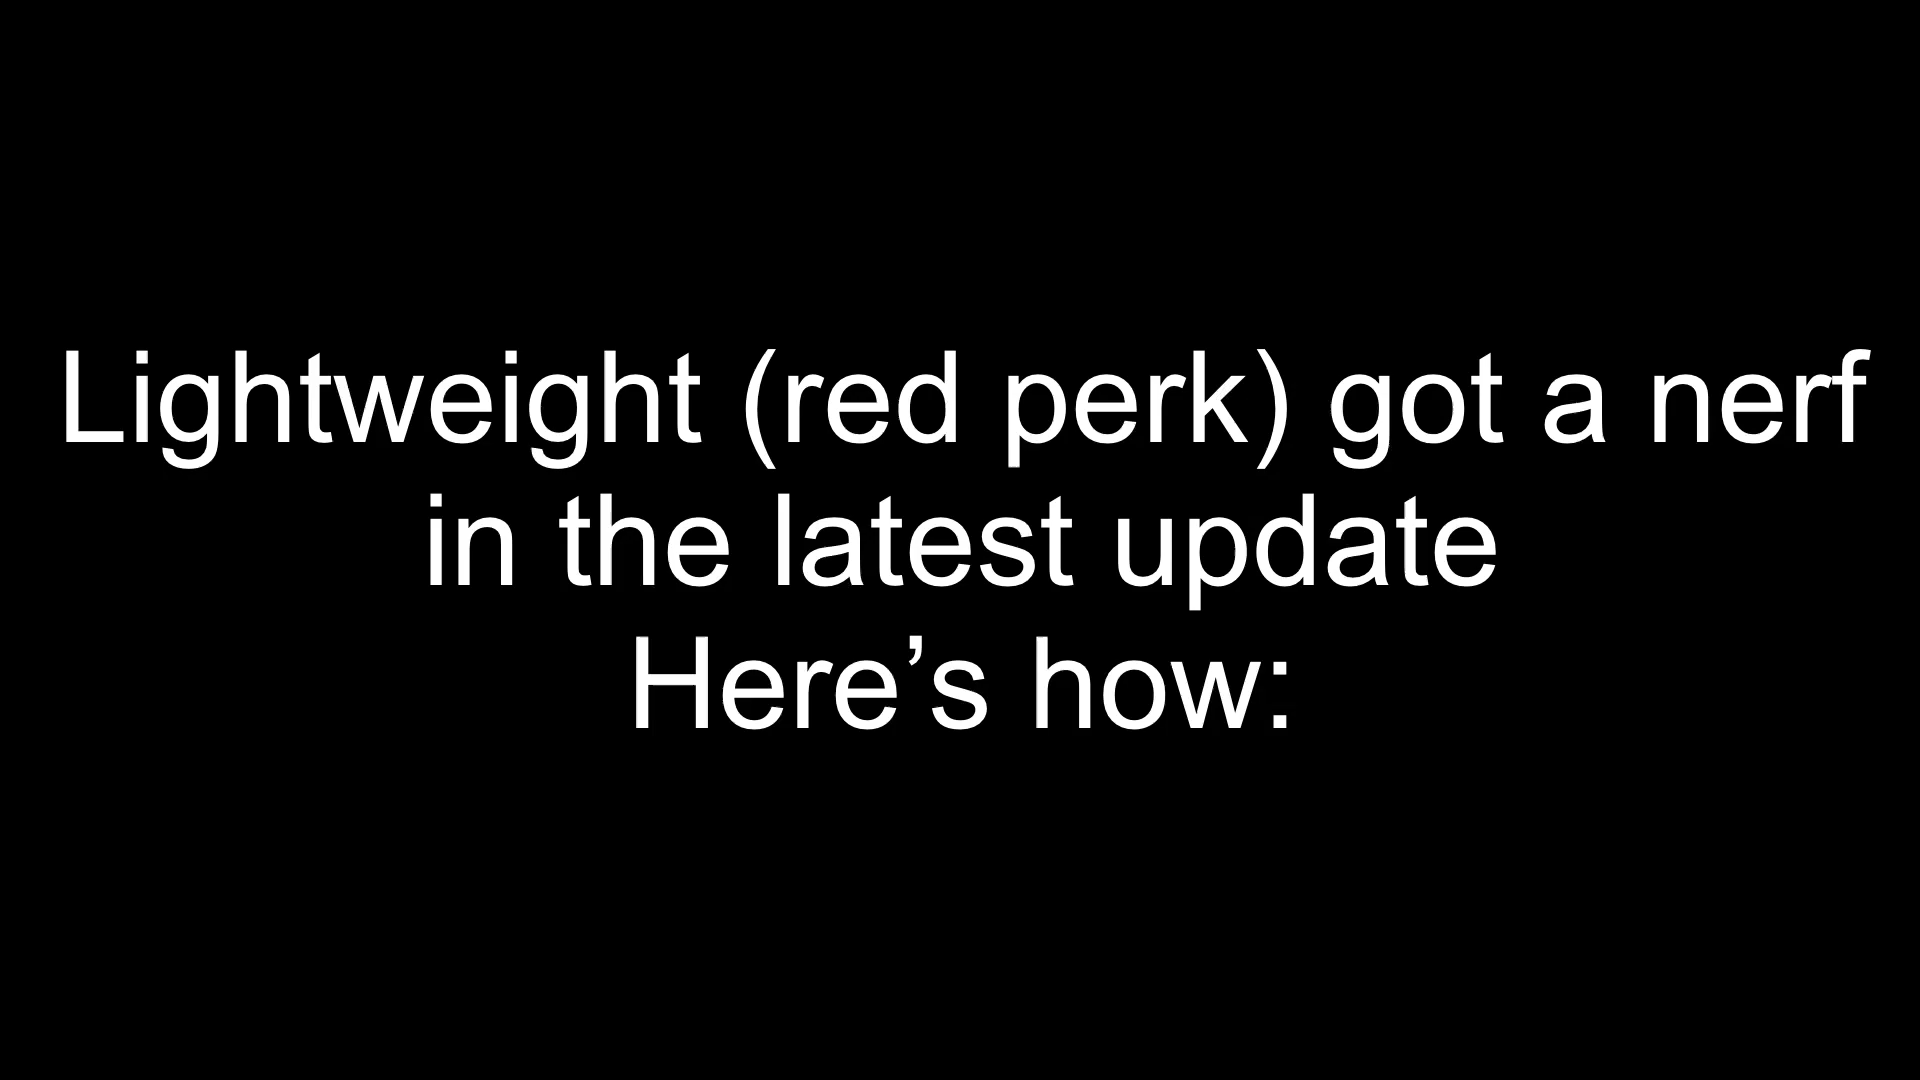 Lightweight (red perk) got a nerf
in the latest update
Here’s how: